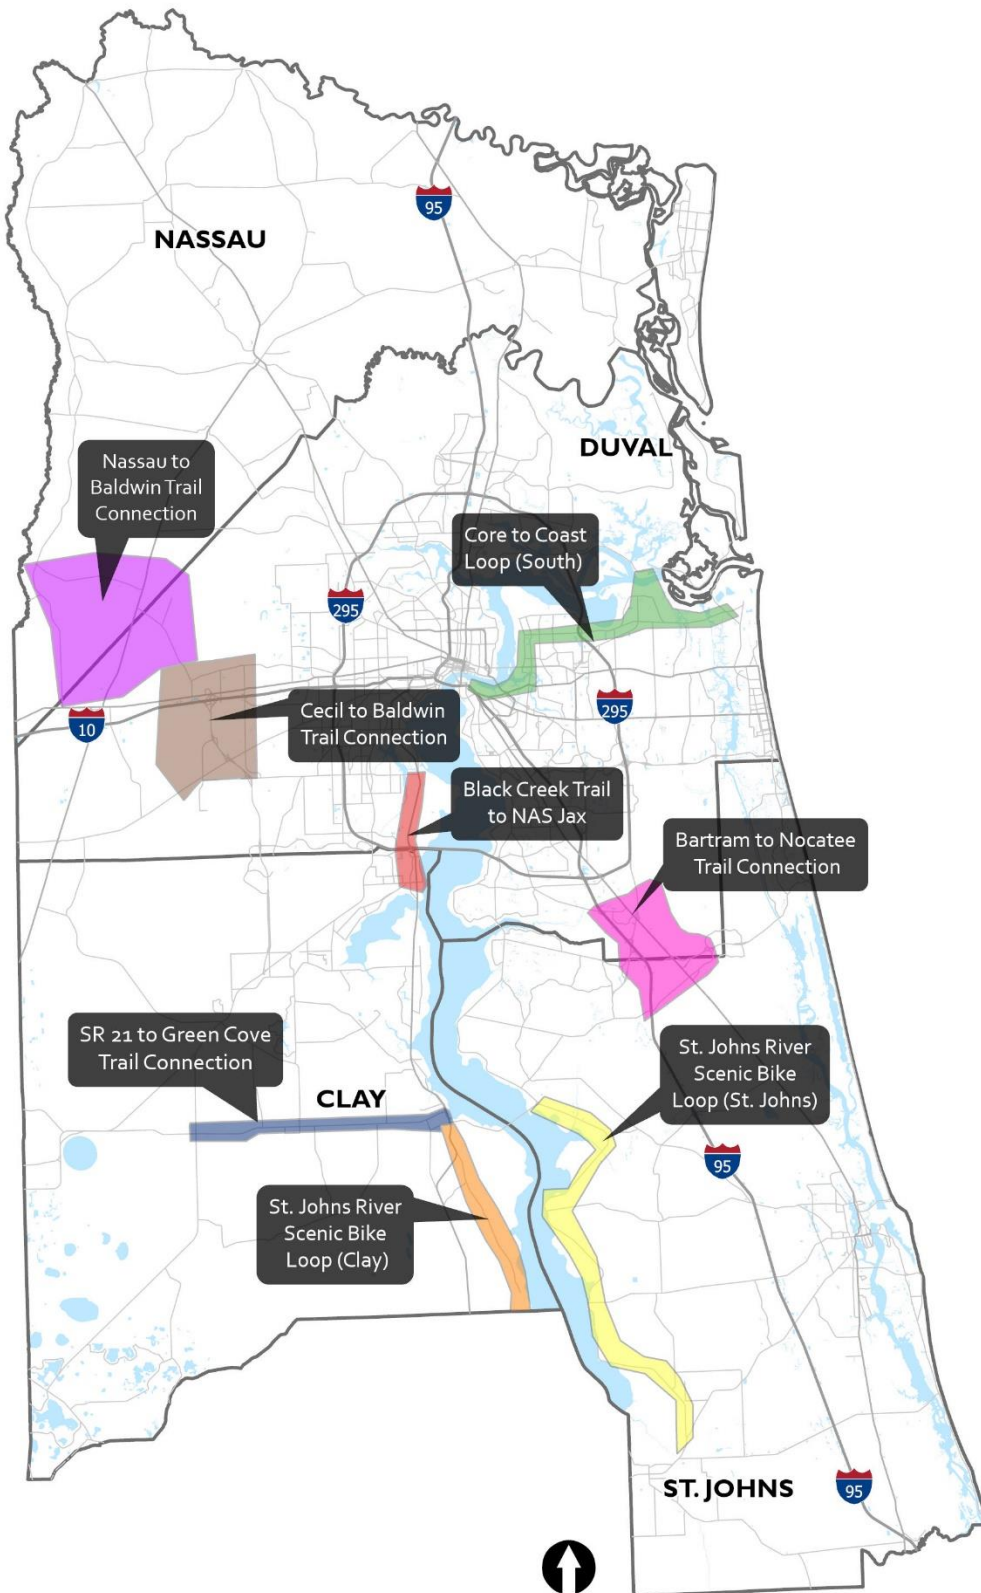 95
NASSAU
DUVAL
Nassau to
Baldwin Trail
Connection
Core to Coast
Loop (South)
295
295
10
Cecil to Baldwin
Trail Connection
Black Creek Trail
to NAS Jax
Bartram to Nocatee
Trail Connection
SR 21 to Green Cove
Trail Connection
CLAY
St. Johns River
Scenic Bike
Loop (St. Johns)
95
St. Johns River
Scenic Bike
Loop (Clay)
ST. JOHNS
95